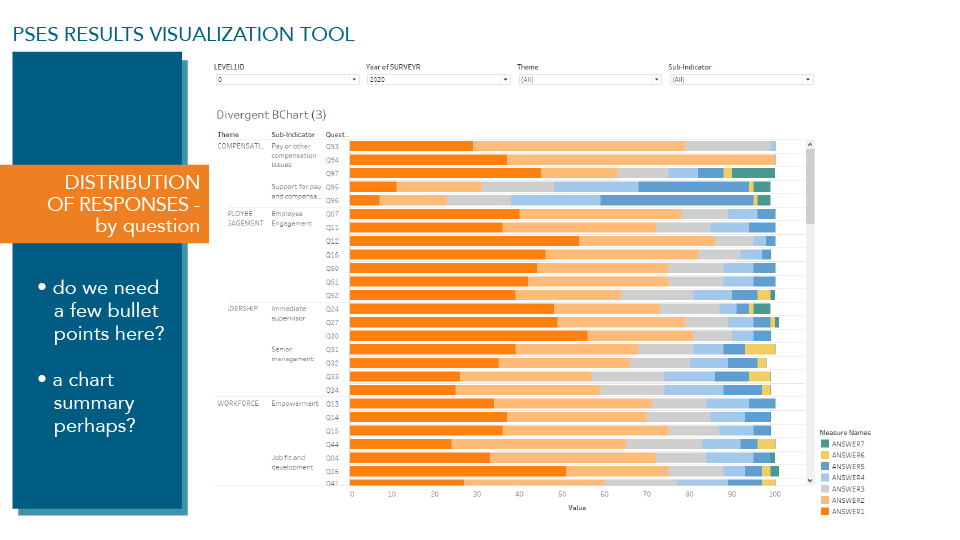 PSES RESULTS VISUALIZATION TOOL
DISTRIBUTION
OF RESPONSES -
by question
• do we need
a few bullet
points here?
• a chart
summary
perhaps?
LEVEL1ID Year of SURVEYR Theme Sub-Indicator
0 2020 (All) (All)
Divergent BChart (3)
Theme Sub-Indicator Quest..
COMPENSATI.. Pay or other
compensation
issues
Q93
Q94
Q97
Support for pay
and compensa..
Q95
Q96
PLOYEE
GAGEMENT
Employee
Engagement
Q07
Q11
Q12
Q16
Q50
Q51
Q52
DERSHIP Immediate
supervisor
Q24
Q27
Q30
Senior
management
Q31
Q32
Q33
Q34
WORKFORCE Empowerment
Q13
Q14
Q15
Q44
Job fit and
development
Q04
Q26
Q41
0 10 20 30 40 50 60 70 80 90 100
Value
Measure Names
ANSWER7
ANSWER6
ANSWER5
ANSWER4
ANSWER3
ANSWER2
ANSWER1